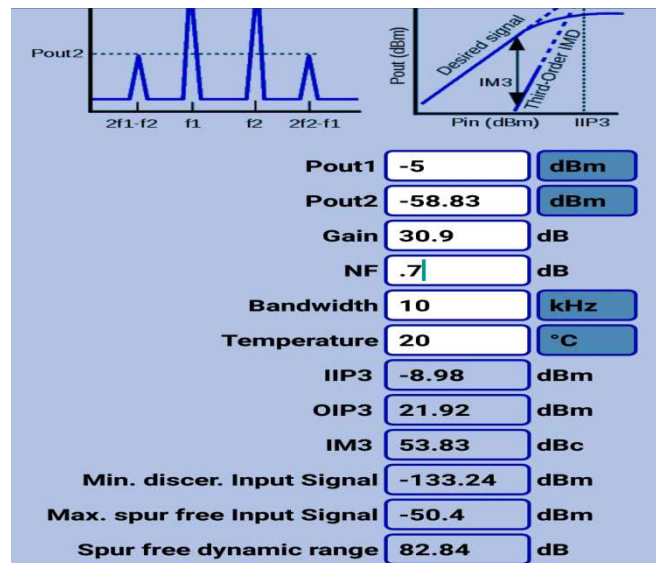 Pout2
2f1-f2 f1 f2 2f2-f1
Pout (dBm)
Desired signal
IM3
Third-Order IMD
Pin (dBm) IIP3
Pout1 -5 dBm
Pout2 -58.83 dBm
Gain 30.9 dB
NF .7 dB
Bandwidth 10 kHz
Temperature 20 °C
IIP3 -8.98 dBm
OIP3 21.92 dBm
IM3 53.83 dBc
Min. discer. Input Signal -133.24 dBm
Max. spur free Input Signal -50.4 dBm
Spur free dynamic range 82.84 dB